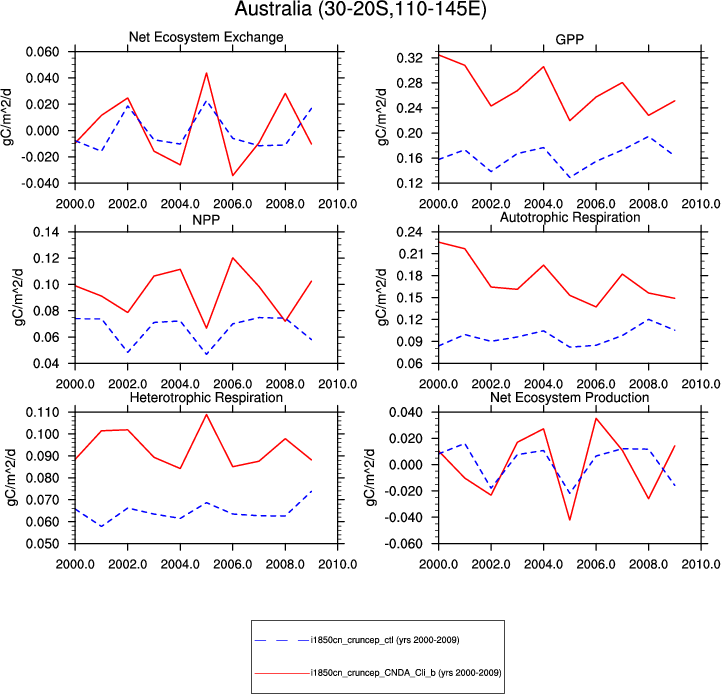 Australia (30-20S,110-145E)
Net Ecosystem Exchange
GPP
gC/m^2/d
0.060
0.040
0.020
0.000
-0.020
-0.040
2000.0 2002.0 2004.0 2006.0 2008.0 2010.0
gC/m^2/d
0.32
0.28
0.24
0.20
0.16
0.12
2000.0 2002.0 2004.0 2006.0 2008.0 2010.0
NPP
Autotrophic Respiration
gC/m^2/d
0.14
0.12
0.10
0.08
0.06
0.04
2000.0 2002.0 2004.0 2006.0 2008.0 2010.0
gC/m^2/d
0.24
0.21
0.18
0.15
0.12
0.09
0.06
2000.0 2002.0 2004.0 2006.0 2008.0 2010.0
Heterotrophic Respiration
Net Ecosystem Production
gC/m^2/d
0.110
0.100
0.090
0.080
0.070
0.060
0.050
2000.0 2002.0 2004.0 2006.0 2008.0 2010.0
gC/m^2/d
0.040
0.020
0.000
-0.020
-0.040
-0.060
2000.0 2002.0 2004.0 2006.0 2008.0 2010.0
i1850cn_cruncep_ctl (yrs 2000-2009)
i1850cn_cruncep_CNDA_Cli_b (yrs 2000-2009)